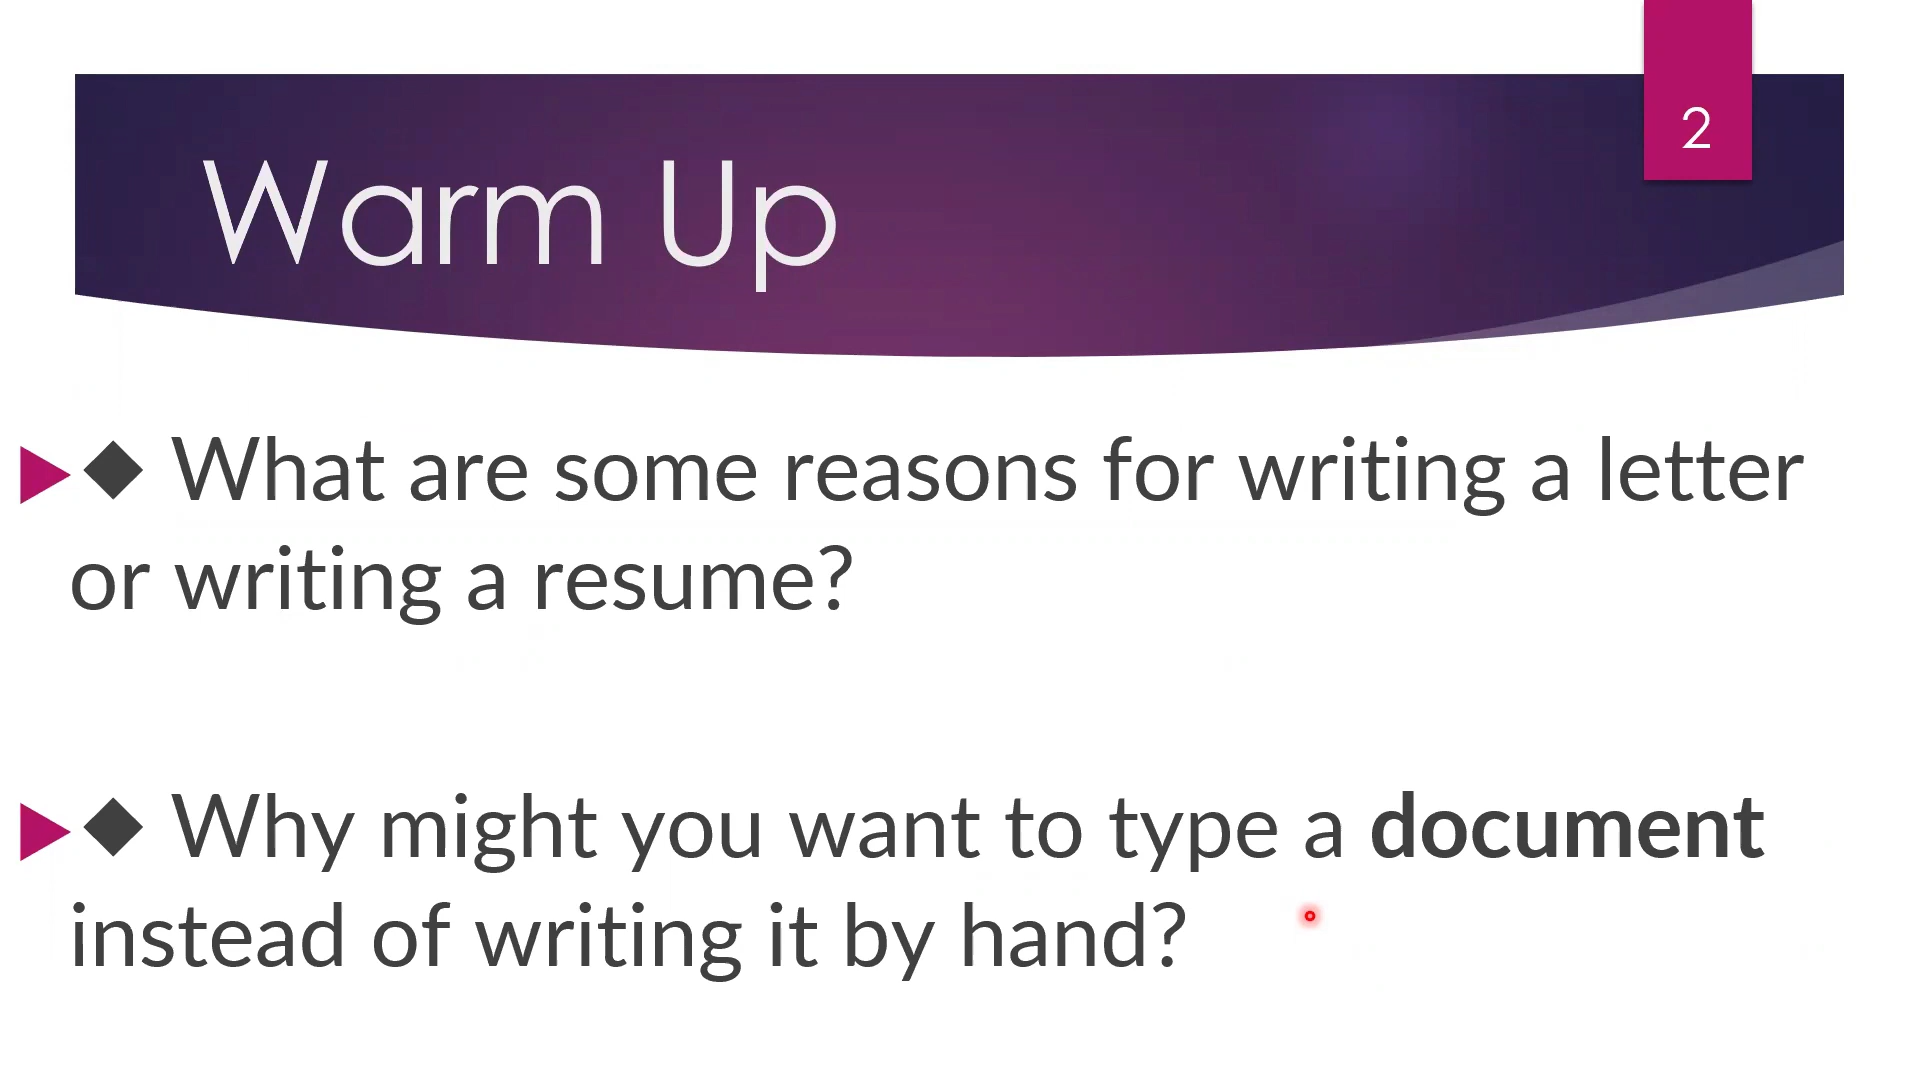 2
Warm Up
◆ What are some reasons for writing a letter
or writing a resume?
◆ Why might you want to type a document
instead of writing it by hand?